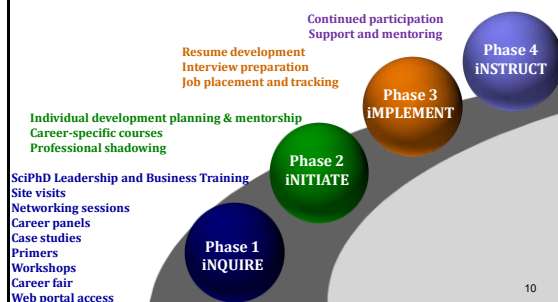 Continued participation
Support and mentoring
Phase 4
iNSTRUCT
Resume development
Interview preparation
Job placement and tracking
Phase 3
iMPLEMENT
Individual development planning & mentorship
Career-specific courses
Professional shadowing
Phase 2
iNITIATE
SciPhD Leadership and Business Training
Site visits
Networking sessions
Career panels
Case studies
Primers
Workshops
Career fair
Web portal access
Phase 1
iNQUIRE
10